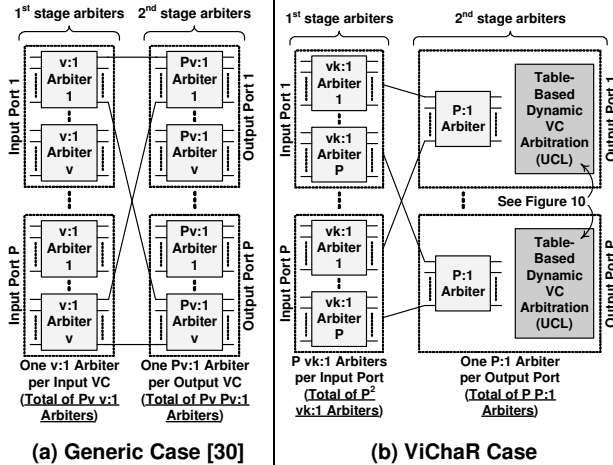 1st stage arbiters
2nd stage arbiters
Input Port 1
v:1
Arbiter
1
v:1
Arbiter
v
Pv:1
Arbiter
1
Pv:1
Arbiter
v
Output Port 1
Input Port P
v:1
Arbiter
1
v:1
Arbiter
v
Pv:1
Arbiter
1
Pv:1
Arbiter
v
Output Port P
One v:1 Arbiter
per Input VC
(Total of Pv v:1
Arbiters)
One Pv:1 Arbiter
per Output VC
(Total of Pv Pv:1
Arbiters)
(a) Generic Case [30]
1st stage arbiters
2nd stage arbiters
Input Port 1
vk:1
Arbiter
1
vk:1
Arbiter
P
P:1
Arbiter
Table-
Based
Dynamic
VC
Arbitration
(UCL)
Output Port 1
See Figure 10
Input Port P
vk:1
Arbiter
1
vk:1
Arbiter
P
P:1
Arbiter
Table-
Based
Dynamic
VC
Arbitration
(UCL)
Output Port P
P vk:1 Arbiters
per Input Port
(Total of P2
vk:1 Arbiters)
One P:1 Arbiter
per Output Port
(Total of P P:1
Arbiters)
(b) ViChaR Case